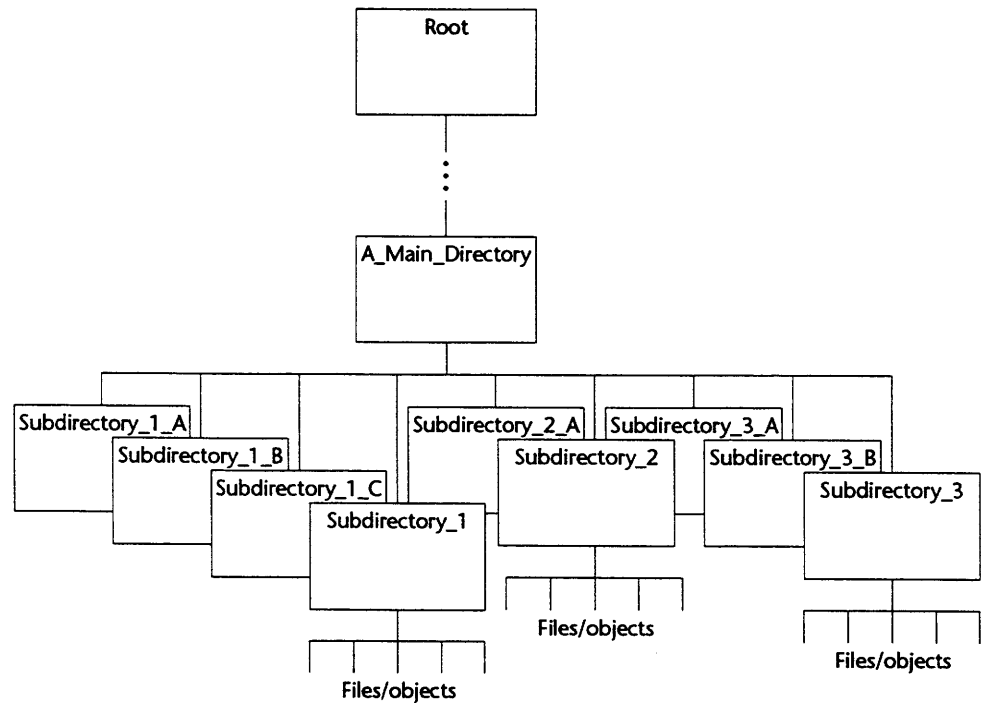 Root
A_Main_Directory
Subdirectory_1_A
Subdirectory_1_B
Subdirectory_1_C
Subdirectory_1
Subdirectory_2_A
Subdirectory_2
Subdirectory_3_A
Subdirectory_3_B
Subdirectory_3
Files/objects
Files/objects
Files/objects